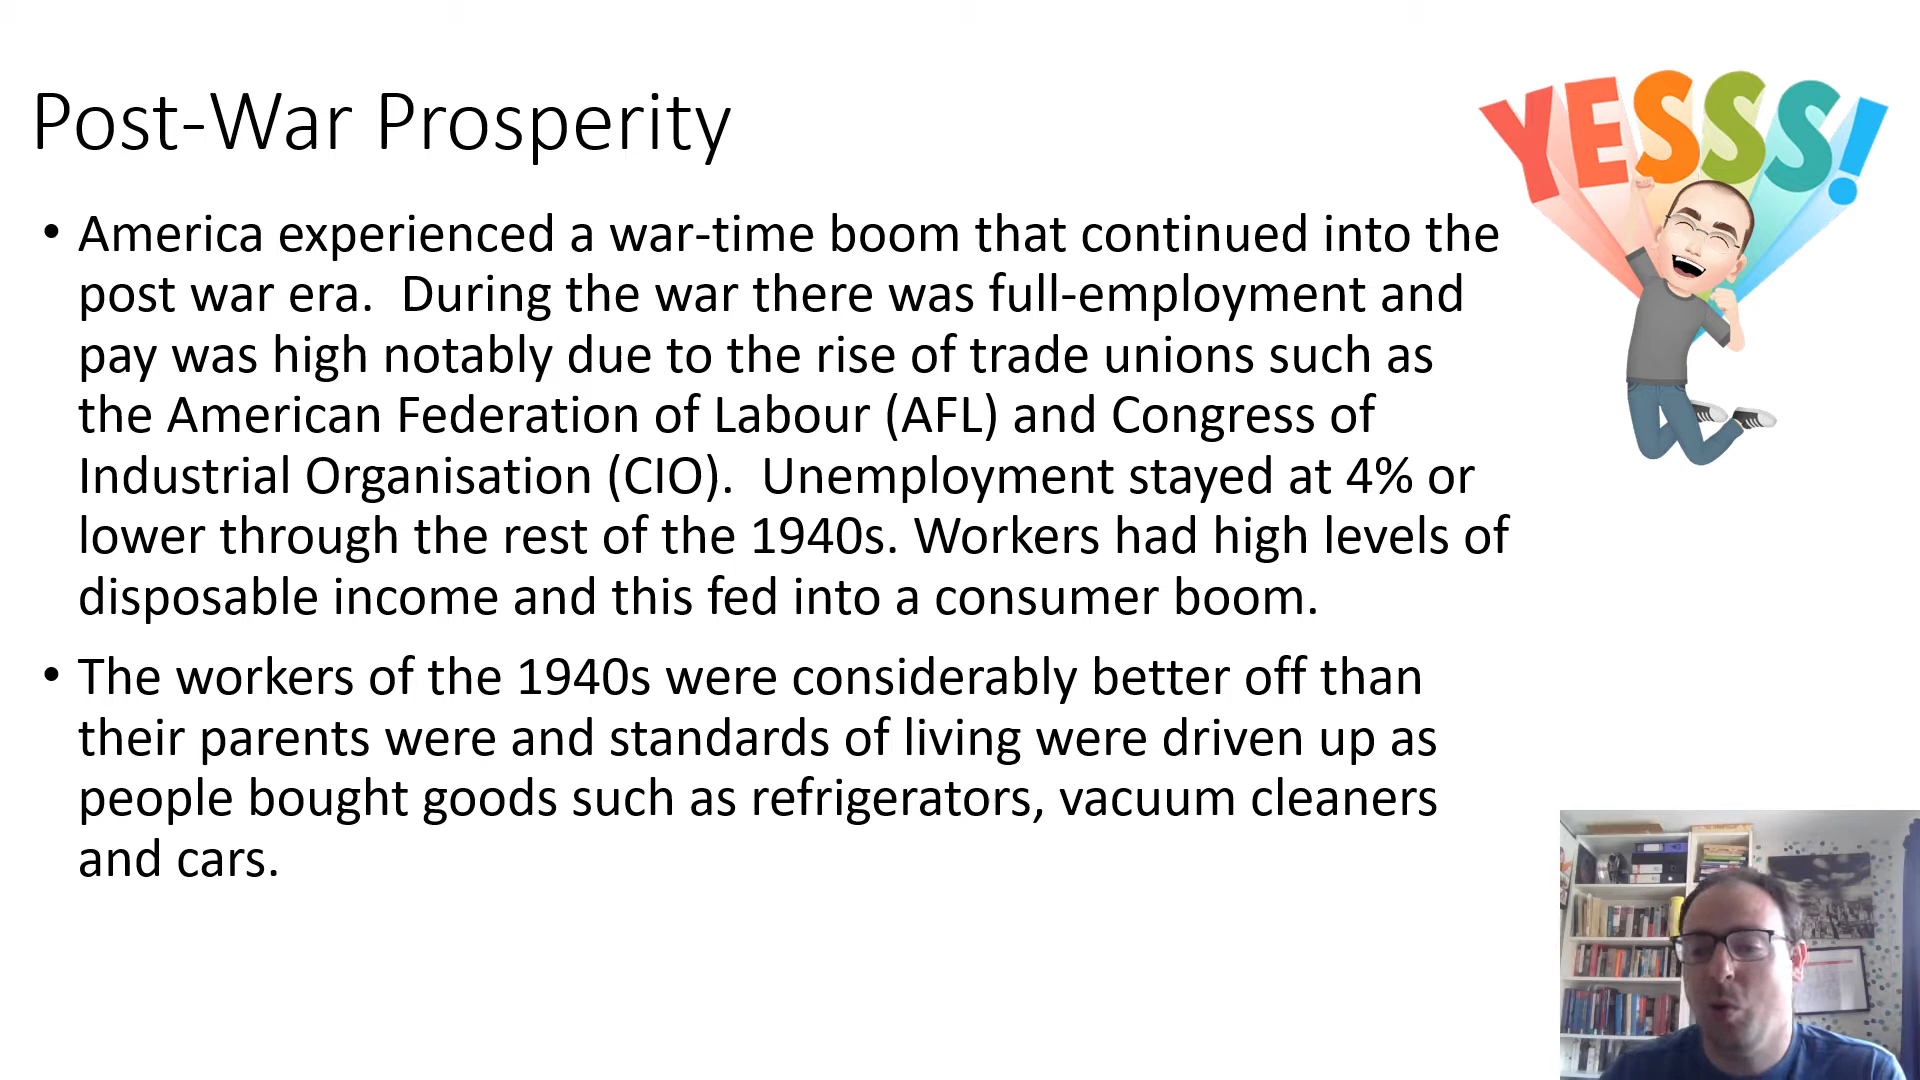 Post-War Prosperity
YESSS!
• America experienced a war-time boom that continued into the
post war era.  During the war there was full-employment and
pay was high notably due to the rise of trade unions such as
the American Federation of Labour (AFL) and Congress of
Industrial Organisation (CIO).  Unemployment stayed at 4% or
lower through the rest of the 1940s. Workers had high levels of
disposable income and this fed into a consumer boom.
• The workers of the 1940s were considerably better off than
their parents were and standards of living were driven up as
people bought goods such as refrigerators, vacuum cleaners
and cars.